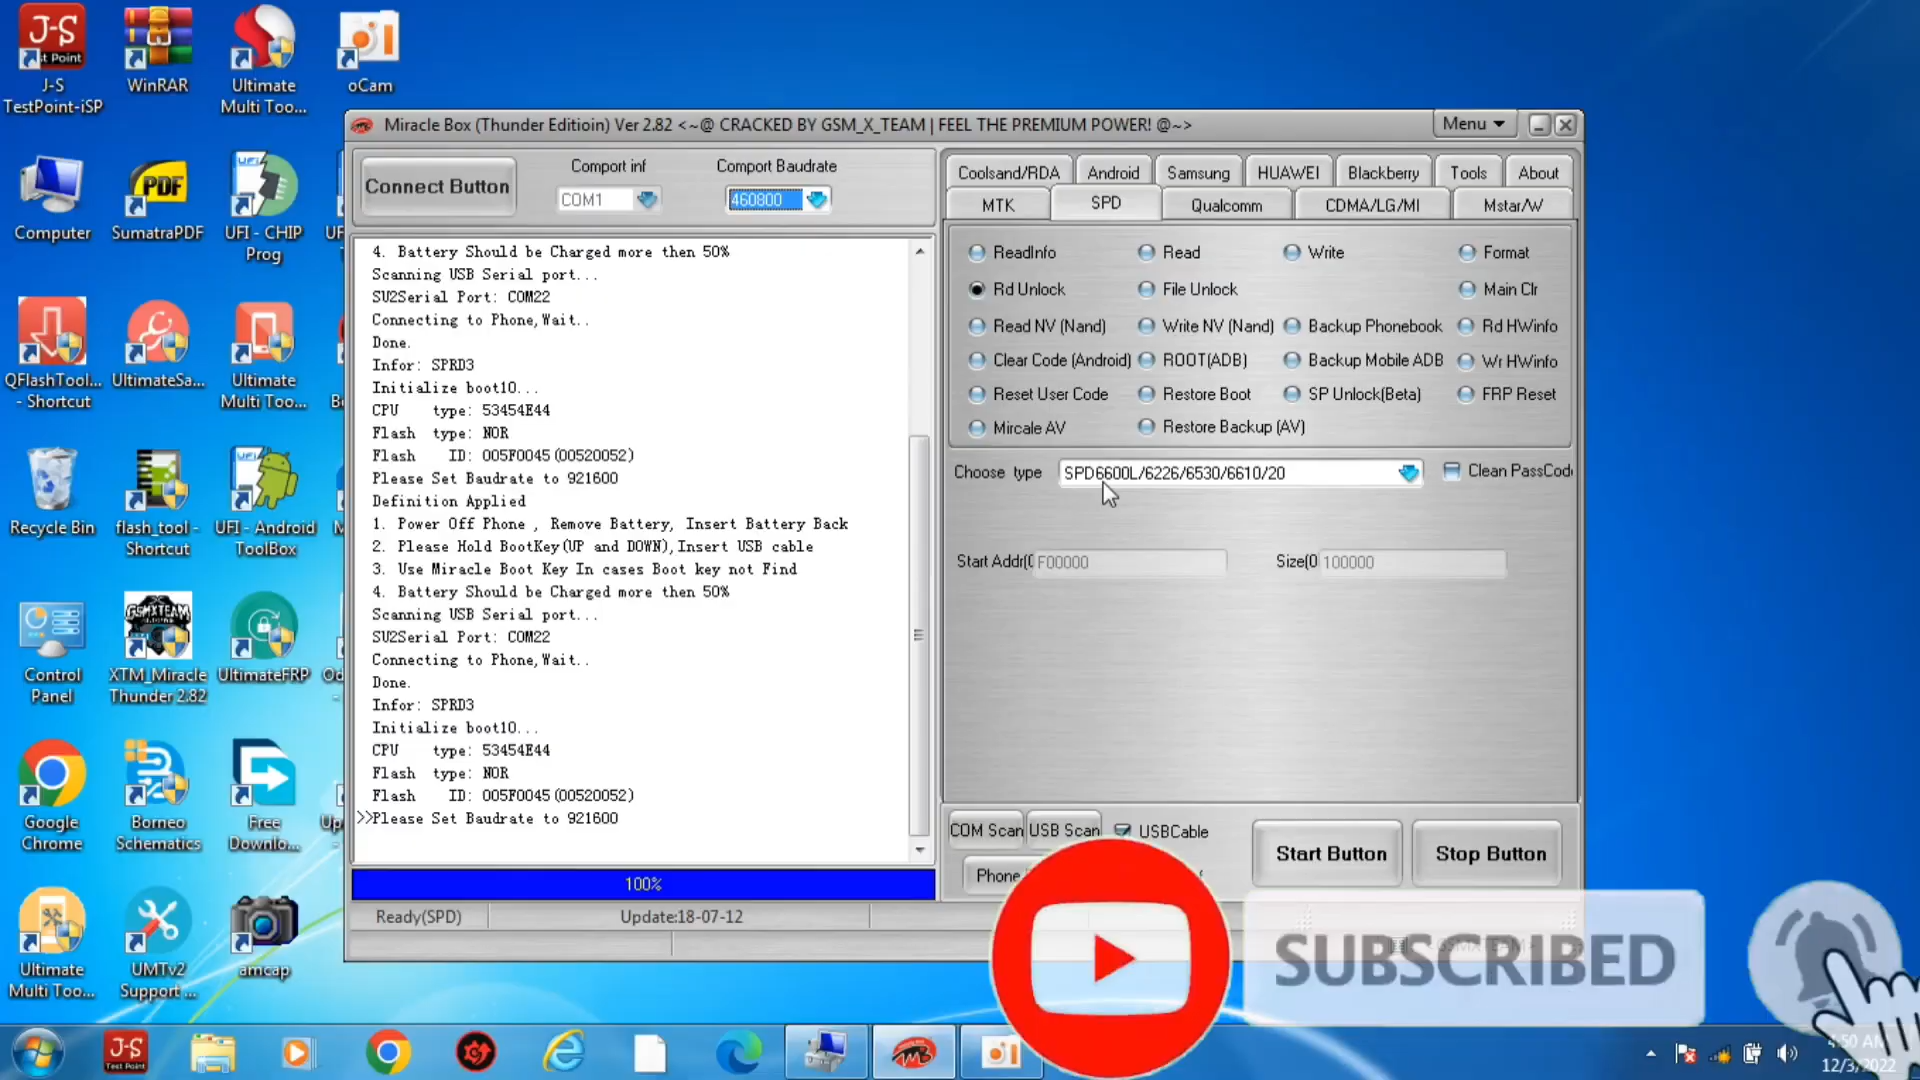 J-S
TestPoint-iSP
WinRAR
Ultimate
Multi Too...
oCam
Computer
SumatraPDF
UFI - CHIP
Prog
QFlashTool...
- Shortcut
UltimateSa...
Ultimate
Multi Too...
Recycle Bin
flash_tool -
Shortcut
UFI - Android
ToolBox
Control
Panel
XTM_Miracle
Thunder 2.82
UltimateFRP
Google
Chrome
Borneo
Schematics
Free
Downlo...
Ultimate
Multi Too...
UMTv2
Support ...
amcap
Miracle Box (Thunder Editioin) Ver 2.82 <~@ CRACKED BY GSM_X_TEAM | FEEL THE PREMIUM POWER! @~>
Menu
Connect Button
Comport inf
COM1
Comport Baudrate
460800
4. Battery Should be Charged more then 50%
Scanning USB Serial port...
SU2Serial Port: COM22
Connecting to Phone,Wait..
Done.
Infor: SPRD3
Initialize boot10...
CPU type: 53454E44
Flash type: NOR
Flash ID: 005F0045(00520052)
Please Set Baudrate to 921600
Definition Applied
1. Power Off Phone , Remove Battery, Insert Battery Back
2. Please Hold BootKey(UP and DOWN),Insert USB cable
3. Use Miracle Boot Key In cases Boot key not Find
4. Battery Should be Charged more then 50%
Scanning USB Serial port...
SU2Serial Port: COM22
Connecting to Phone,Wait..
Done.
Infor: SPRD3
Initialize boot10...
CPU type: 53454E44
Flash type: NOR
Flash ID: 005F0045(00520052)
>>Please Set Baudrate to 921600
100%
Ready(SPD)
Update:18-07-12
Coolsand/RDA Android Samsung HUAWEI Blackberry Tools About
MTK SPD Qualcomm CDMA/LG/MI Mstar/W
ReadInfo Read Write Format
Rd Unlock File Unlock Main Clr
Read NV (Nand) Write NV (Nand) Backup Phonebook Rd HWinfo
Clear Code (Android) ROOT(ADB) Backup Mobile ADB Wr HWinfo
Reset User Code Restore Boot SP Unlock(Beta) FRP Reset
Mircale AV Restore Backup (AV)
Choose type SPD6600L/6226/6530/6610/20 Clean PassCod
Start Addr(0 F00000 Size(0 100000
COM Scan USB Scan USBCable
Phone
Start Button
Stop Button
SUBSCRIBED
4:50 AM
12/3/2022